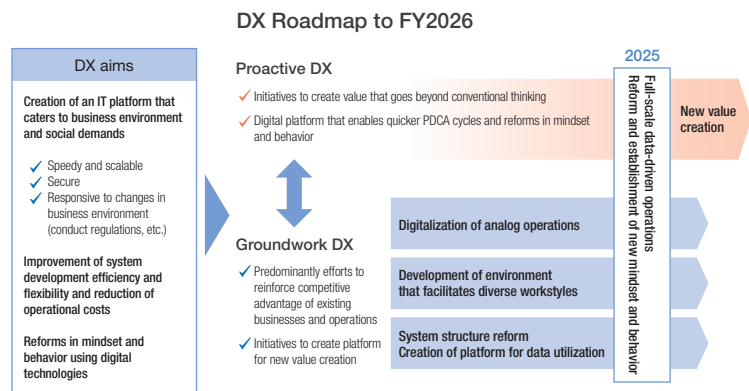 DX Roadmap to FY2026
DX aims
Creation of an IT platform that
caters to business environment
and social demands
Speedy and scalable
Secure
Responsive to changes in
business environment
(conduct regulations, etc.)
Improvement of system
development efficiency and
flexibility and reduction of
operational costs
Reforms in mindset and
behavior using digital
technologies
Proactive DX
Initiatives to create value that goes beyond conventional thinking
Digital platform that enables quicker PDCA cycles and reforms in mindset
and behavior
Groundwork DX
Predominantly efforts to
reinforce competitive
advantage of existing
businesses and operations
Initiatives to create platform
for new value creation
Digitalization of analog operations
Development of environment
that facilitates diverse workstyles
System structure reform
Creation of platform for data utilization
2025
Full-scale data-driven operations
Reform and establishment of new mindset and behavior
New value
creation